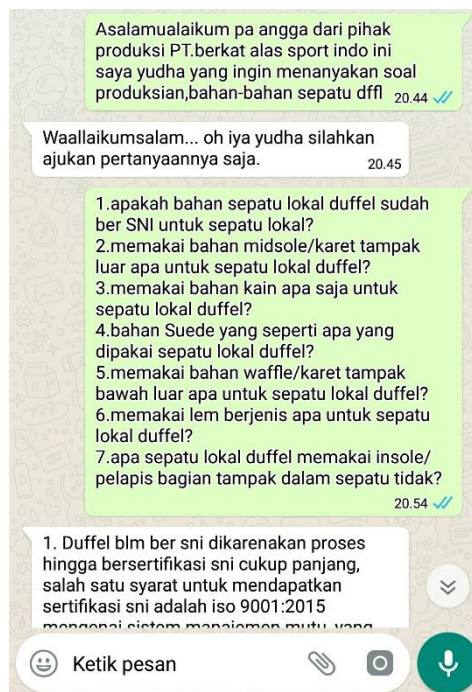 Asalamualaikum pa angga dari pihak
produksi PT.berkat alas sport indo ini
saya yudha yang ingin menanyakan soal
produksian,bahan-bahan sepatu dffl 20.44
Waallaikumsalam... oh iya yudha silahkan
ajukan pertanyaannya saja. 20.45
1.apakah bahan sepatu lokal duffel sudah
ber SNI untuk sepatu lokal?
2.memakai bahan midsole/karet tampak
luar apa untuk sepatu lokal duffel?
3.memakai bahan kain apa saja untuk
sepatu lokal duffel?
4.bahan Suede yang seperti apa yang
dipakai sepatu lokal duffel?
5.memakai bahan waffle/karet tampak
bawah luar apa untuk sepatu lokal duffel?
6.memakai lem berjenis apa untuk sepatu
lokal duffel?
7.apa sepatu lokal duffel memakai insole/
pelapis bagian tampak dalam sepatu tidak?
20.54
1. Duffel blm ber sni dikarenakan proses
hingga bersertifikasi sni cukup panjang,
salah satu syarat untuk mendapatkan
sertifikasi sni adalah iso 9001:2015
mengenai sistem manajemen mutu, yang
Ketik pesan